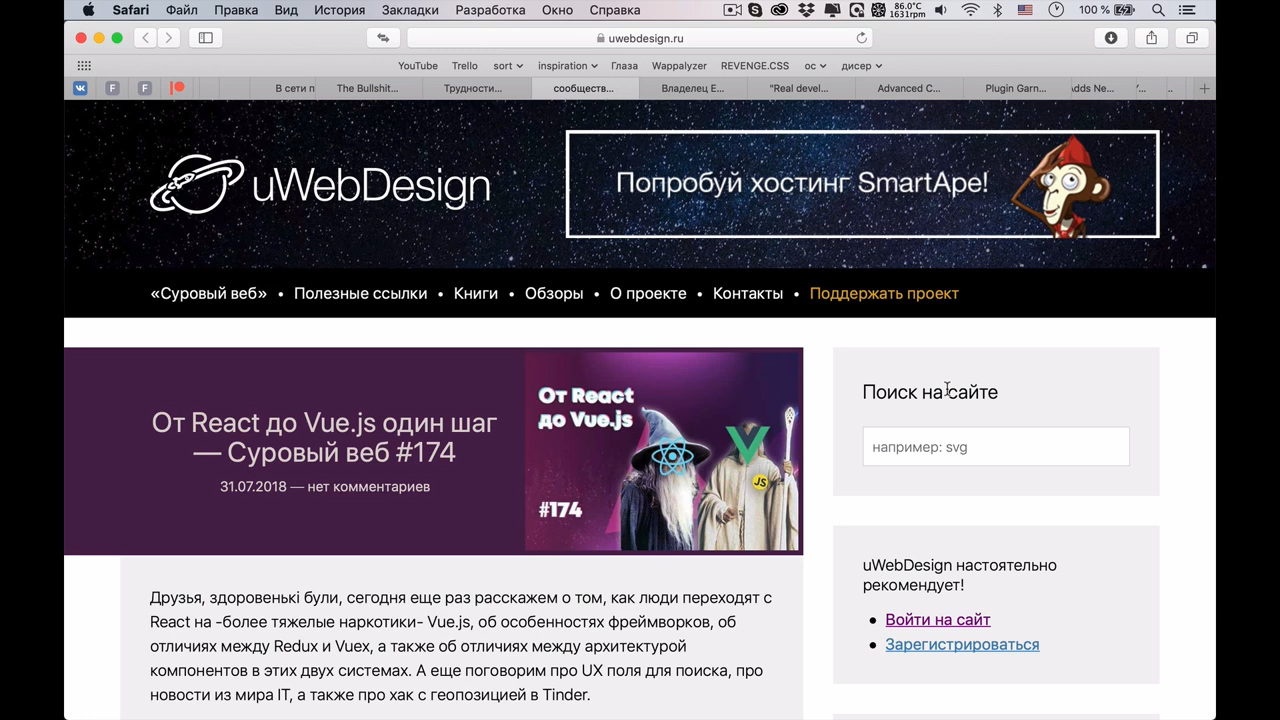 Safari Файл Правка Вид История Закладки Разработка Окно Справка 86.0°C 1631rpm 100 %
uwebdesign.ru
YouTube Trello sort inspiration Глаза Wappalyzer REVENGE.CSS ос дисер
F F В сети п The Bullshit... Трудности... сообществ... Владелец Е... "Real devel... Advanced C... Plugin Garn... Adds Ne...
uWebDesign
Попробуй хостинг SmartApe!
«Суровый веб» • Полезные ссылки • Книги • Обзоры • О проекте • Контакты • Поддержать проект
От React до Vue.js один шаг
— Суровый веб #174
31.07.2018 — нет комментариев
От React
до Vue.js
JS
#174
Друзья, здоровенькі були, сегодня еще раз расскажем о том, как люди переходят с
React на -более тяжелые наркотики- Vue.js, об особенностях фреймворков, об
отличиях между Redux и Vuex, а также об отличиях между архитектурой
компонентов в этих двух системах. А еще поговорим про UX поля для поиска, про
новости из мира IT, а также про хак с геопозицией в Tinder.
Поиск на сайте
например: svg
uWebDesign настоятельно
рекомендует!
• Войти на сайт
• Зарегистрироваться